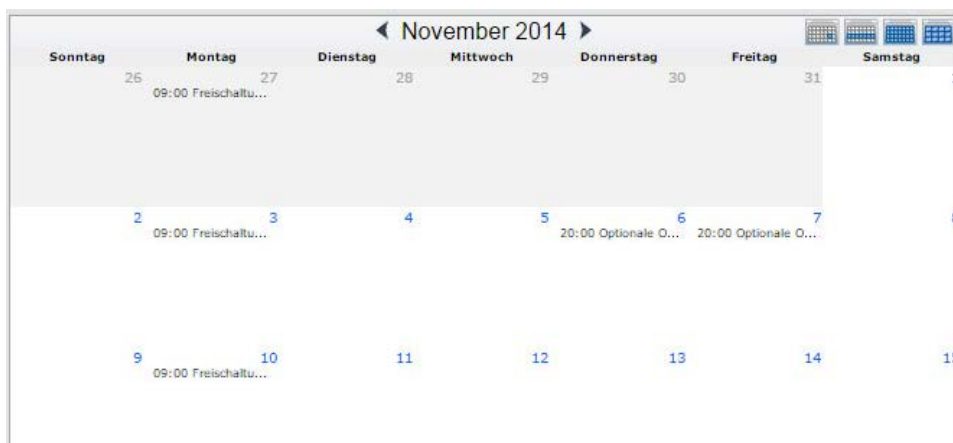 November 2014
Sonntag Montag Dienstag Mittwoch Donnerstag Freitag Samstag
26 27 28 29 30 31
09:00 Freischaltu...
2 3 4 5 6 7
09:00 Freischaltu... 20:00 Optionale O... 20:00 Optionale O...
9 10 11 12 13 14
09:00 Freischaltu...